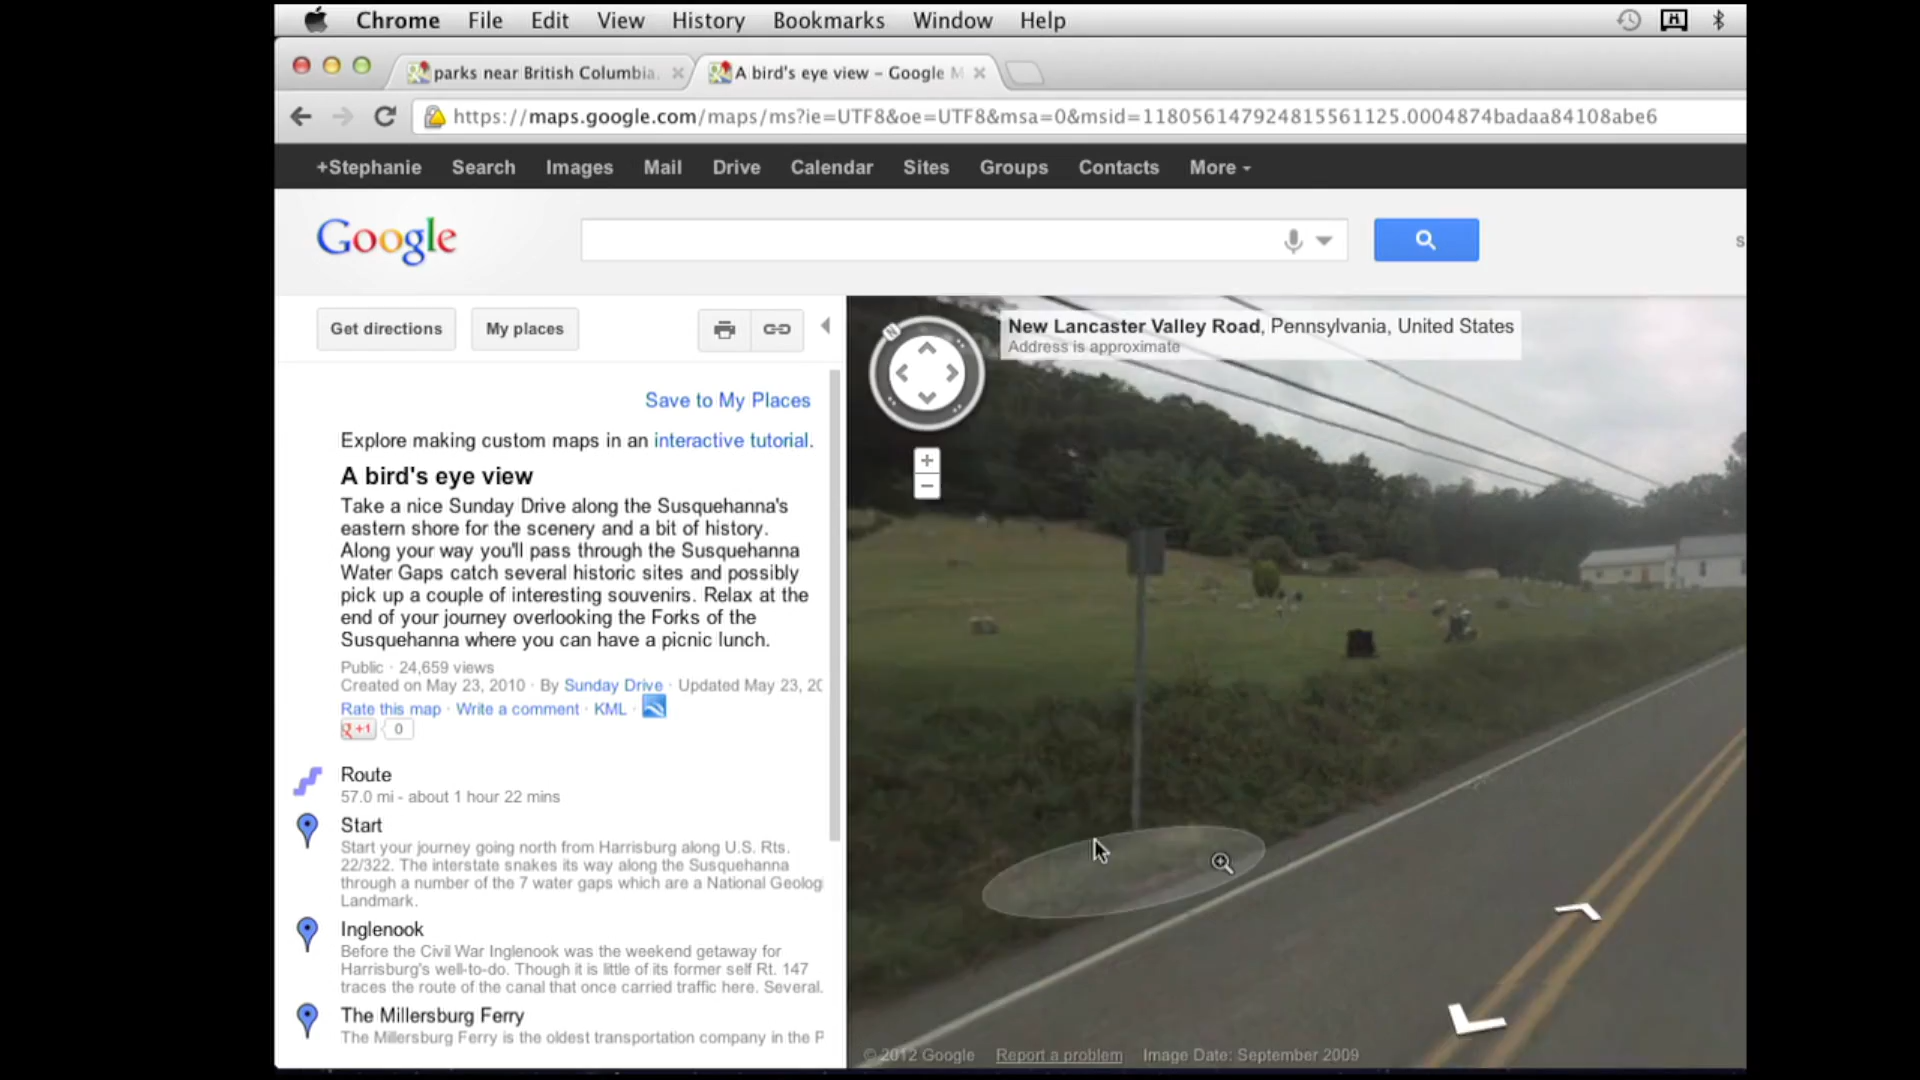 Chrome File Edit View History Bookmarks Window Help
parks near British Columbia,
A bird's eye view – Google M
https://maps.google.com/maps/ms?ie=UTF8&oe=UTF8&msa=0&msid=118056147924815561125.0004874badaa84108abe6
+Stephanie Search Images Mail Drive Calendar Sites Groups Contacts More
Google
s
Get directions My places
Save to My Places
Explore making custom maps in an interactive tutorial.
A bird's eye view
Take a nice Sunday Drive along the Susquehanna's
eastern shore for the scenery and a bit of history.
Along your way you'll pass through the Susquehanna
Water Gaps catch several historic sites and possibly
pick up a couple of interesting souvenirs. Relax at the
end of your journey overlooking the Forks of the
Susquehanna where you can have a picnic lunch.
Public · 24,659 views
Created on May 23, 2010 · By Sunday Drive · Updated May 23, 20
Rate this map · Write a comment · KML ·
g +1 0
Route
57.0 mi - about 1 hour 22 mins
Start
Start your journey going north from Harrisburg along U.S. Rts.
22/322. The interstate snakes its way along the Susquehanna
through a number of the 7 water gaps which are a National Geologi
Landmark.
Inglenook
Before the Civil War Inglenook was the weekend getaway for
Harrisburg's well-to-do. Though it is little of its former self Rt. 147
traces the route of the canal that once carried traffic here. Several.
The Millersburg Ferry
The Millersburg Ferry is the oldest transportation company in the P
N
New Lancaster Valley Road, Pennsylvania, United States
Address is approximate
© 2012 Google Report a problem Image Date: September 2009